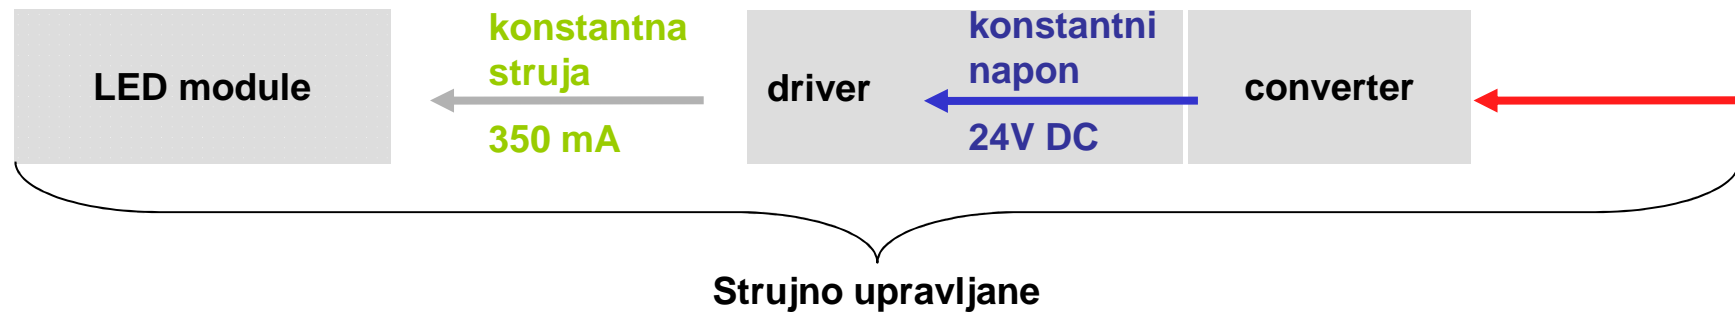 LED module
konstantna
struja
350 mA
driver
konstantni
napon
24V DC
converter
Strujno upravljane